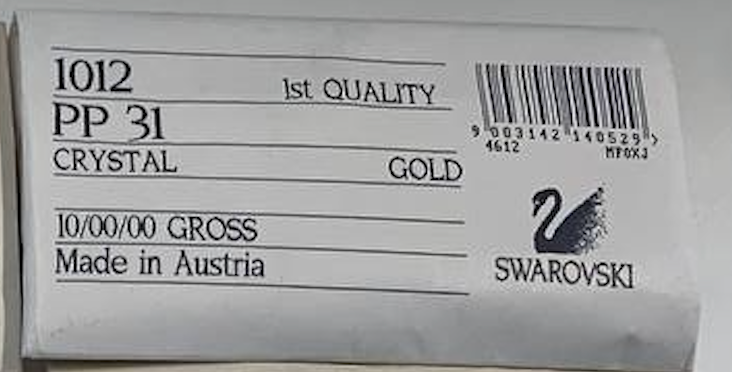 1012
1st QUALITY
PP 31
CRYSTAL GOLD
10/00/00 GROSS
Made in Austria
9 003142 140529 >
4612 MF0XJ
SWAROVSKI